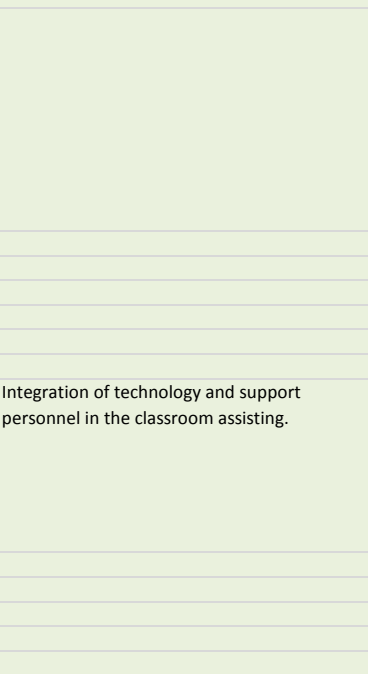 Integration of technology and support
personnel in the classroom assisting.